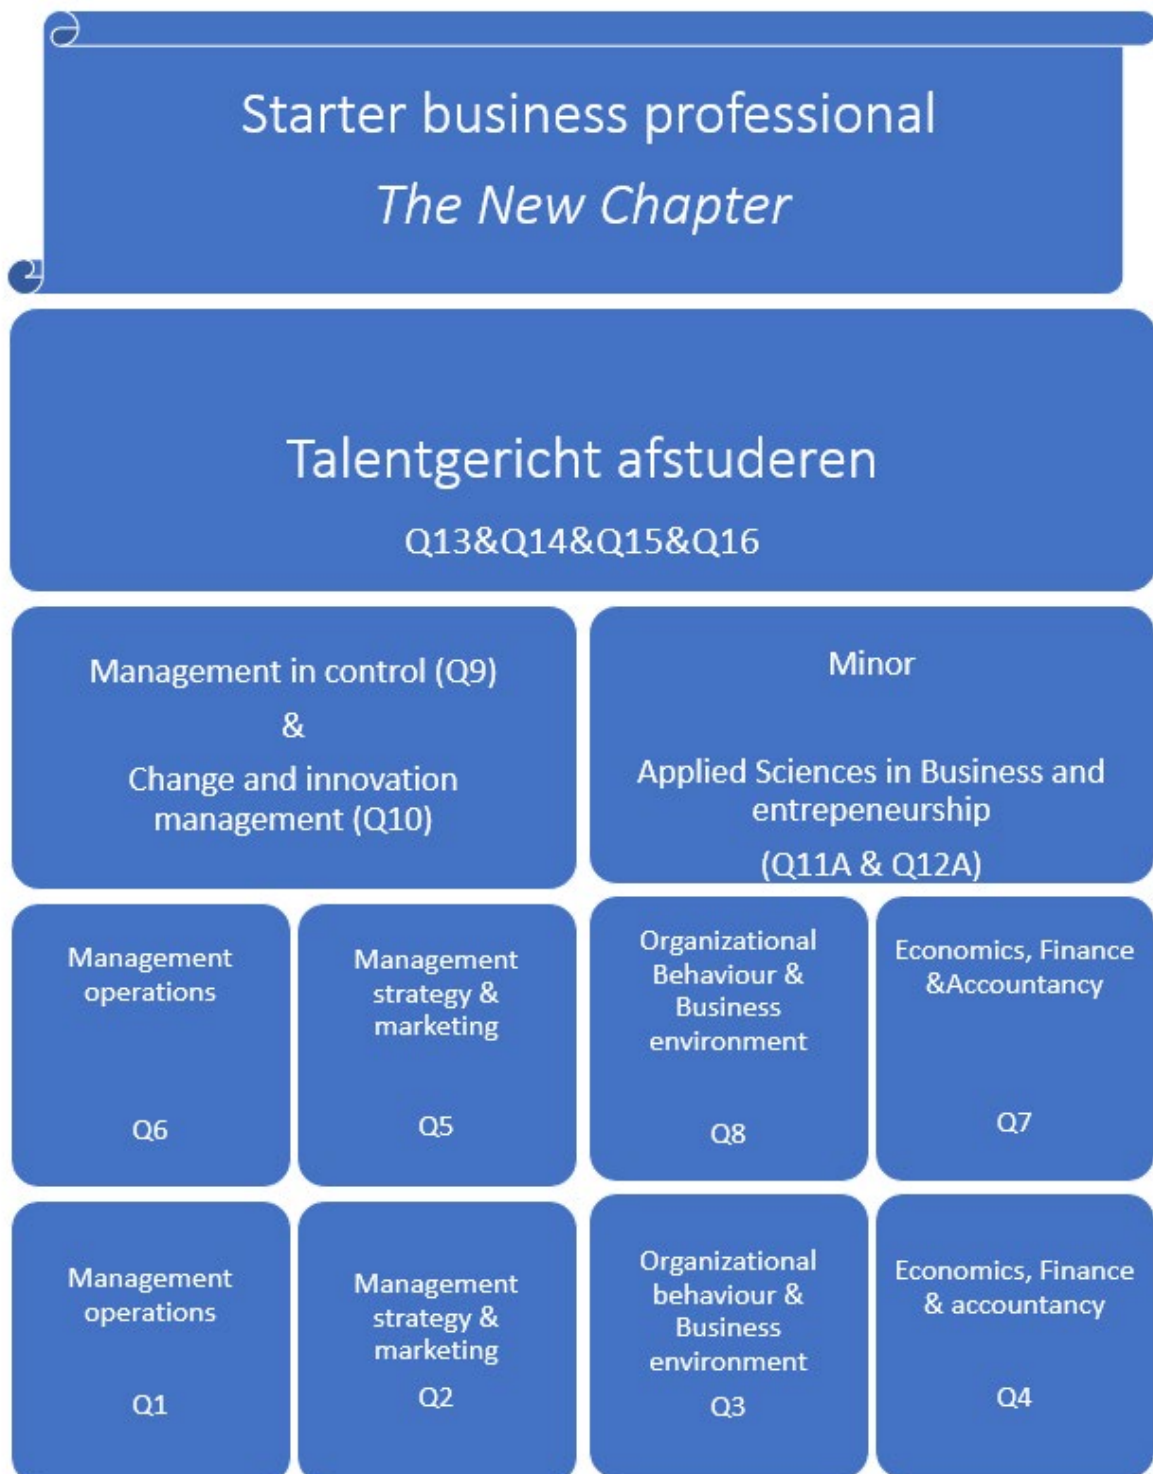 Starter business professional
The New Chapter
Talentgericht afstuderen
Q13&Q14&Q15&Q16
Management in control (Q9)
&
Change and innovation
management (Q10)
Minor
Applied Sciences in Business and
entrepeneurship
(Q11A & Q12A)
Management
operations
Q6
Management
strategy &
marketing
Q5
Organizational
Behaviour &
Business
environment
Q8
Economics, Finance
&Accountancy
Q7
Management
operations
Q1
Management
strategy &
marketing
Q2
Organizational
behaviour &
Business
environment
Q3
Economics, Finance
& accountancy
Q4